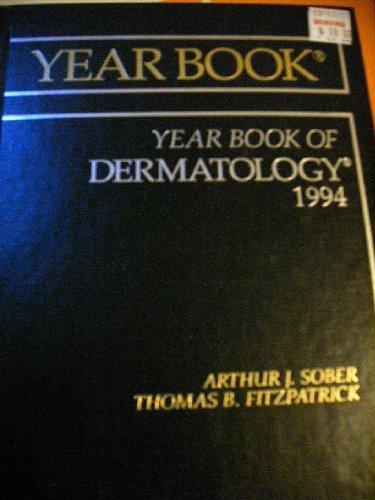 YEAR BOOK®
YEAR BOOK OF
DERMATOLOGY®
1994
ARTHUR J. SOBER
THOMAS B. FITZPATRICK